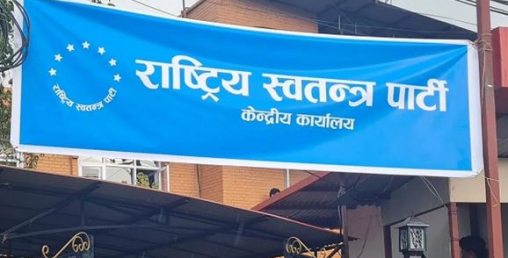 राष्ट्रिय स्वतन्त्र पार्टी
केन्द्रीय कार्यालय
राष्ट्रिय स्वतन्त्र पार्टी